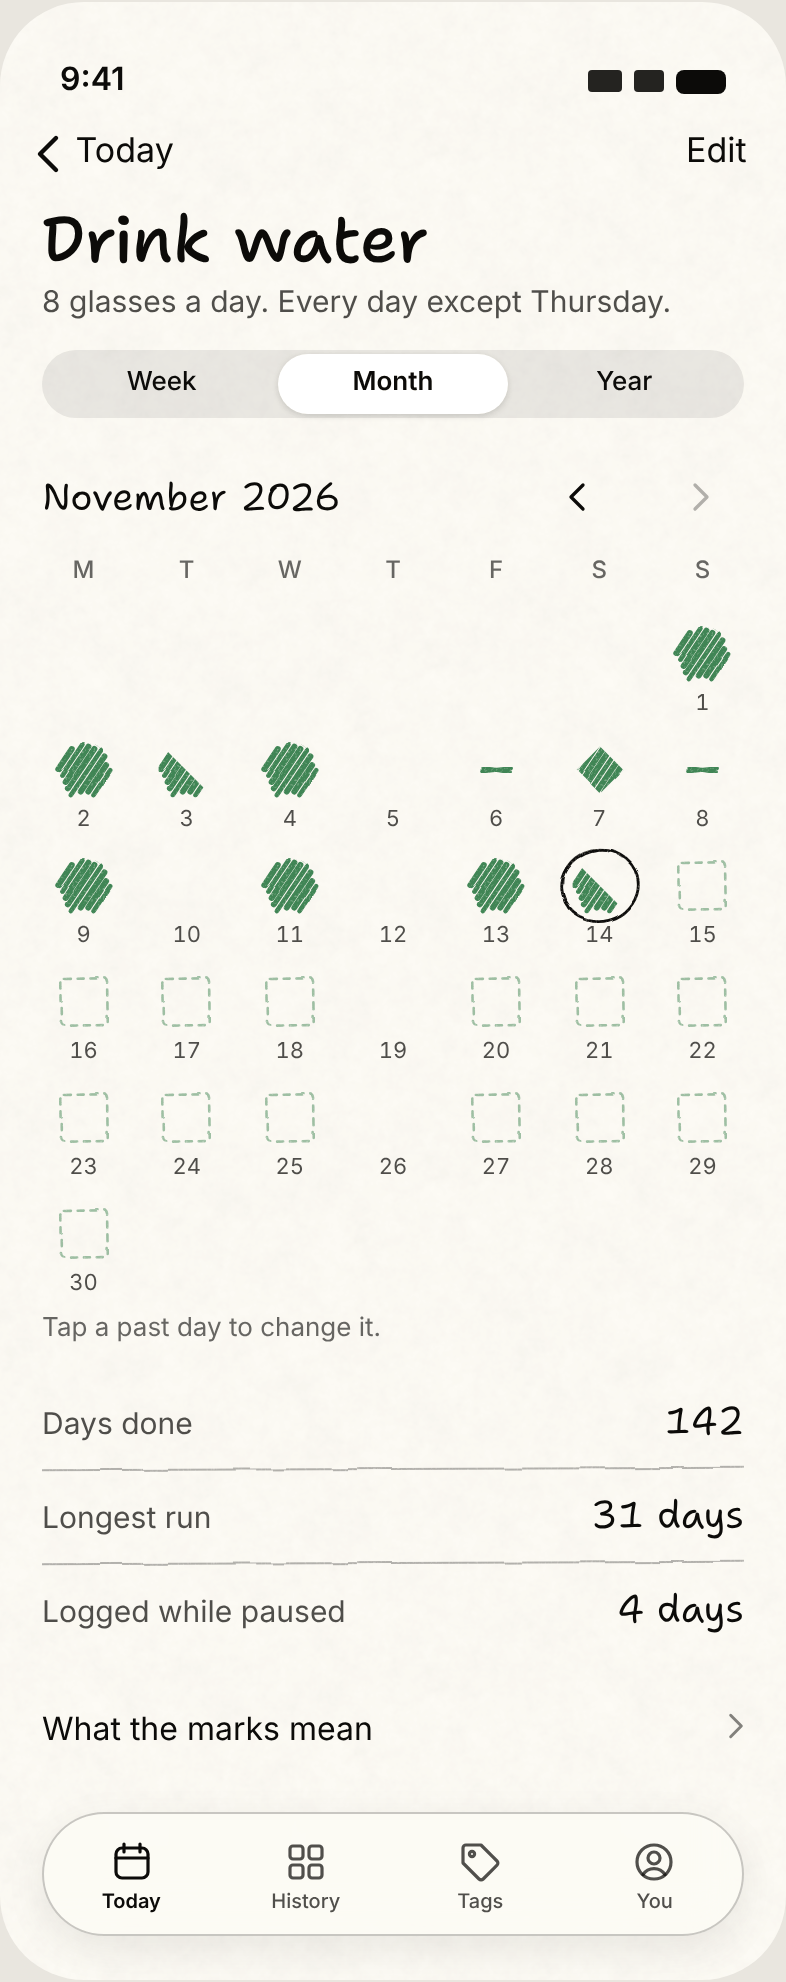 9:41
Today Edit
Drink water
8 glasses a day. Every day except Thursday.
Week Month Year
November 2026
M T W T F S S
1
2 3 4 5 6 7 8
9 10 11 12 13 14 15
16 17 18 19 20 21 22
23 24 25 26 27 28 29
30
Tap a past day to change it.
Days done 142
Longest run 31 days
Logged while paused 4 days
What the marks mean
Today History Tags You